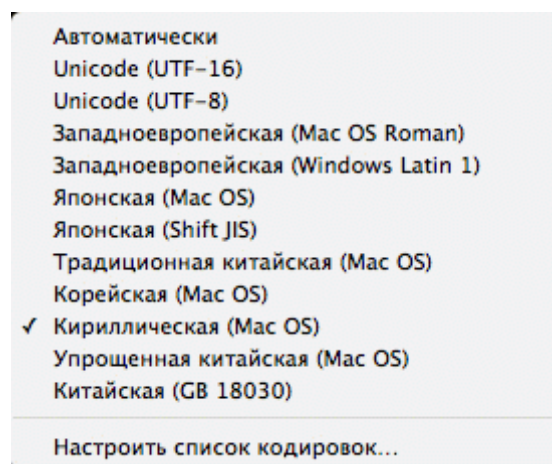 Автоматически
Unicode (UTF-16)
Unicode (UTF-8)
Западноевропейская (Mac OS Roman)
Западноевропейская (Windows Latin 1)
Японская (Mac OS)
Японская (Shift JIS)
Традиционная китайская (Mac OS)
Корейская (Mac OS)
✓ Кириллическая (Mac OS)
Упрощенная китайская (Mac OS)
Китайская (GB 18030)
Настроить список кодировок...